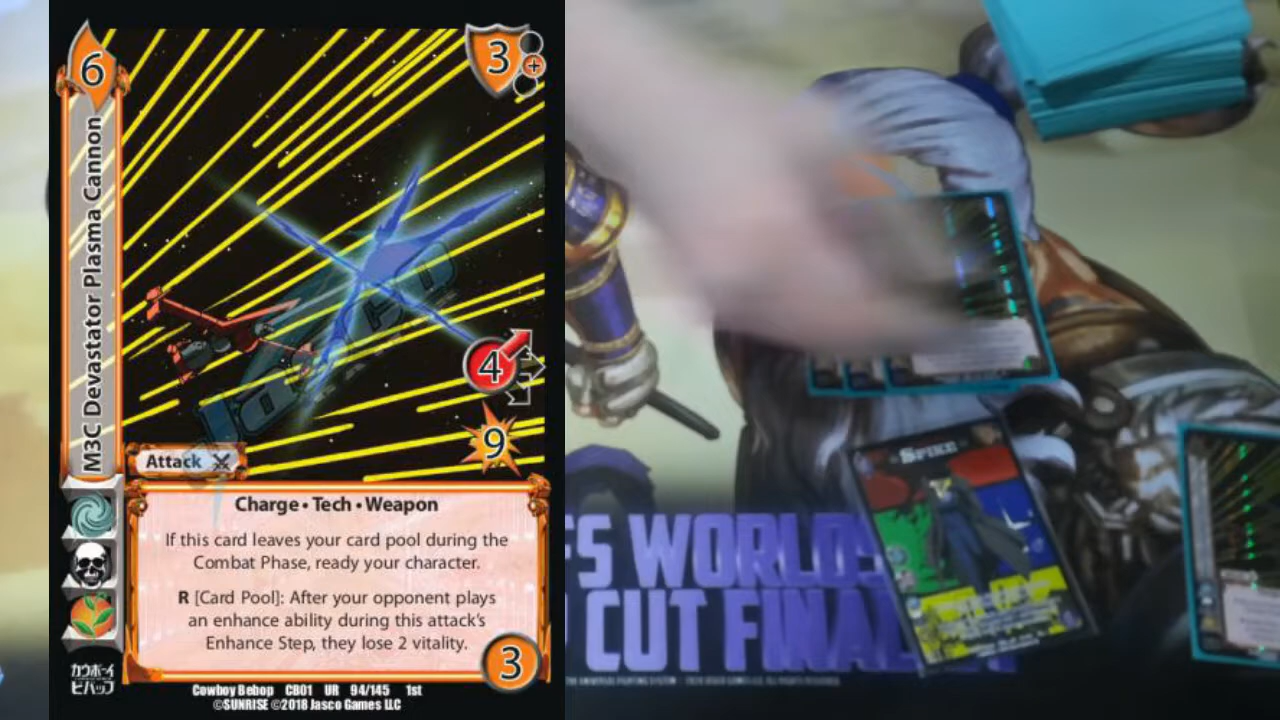 6
3
+
M3C Devastator Plasma Cannon
4
9
Attack
Charge • Tech • Weapon
If this card leaves your card pool during the
Combat Phase, ready your character.
R [Card Pool]: After your opponent plays
an enhance ability during this attack's
Enhance Step, they lose 2 vitality.
3
カウボーイ
ビバップ
Cowboy Bebop CB01 UR 94/145 1st
©SUNRISE ©2018 Jasco Games LLC
SPIKE
WORLD
CUT FINAL